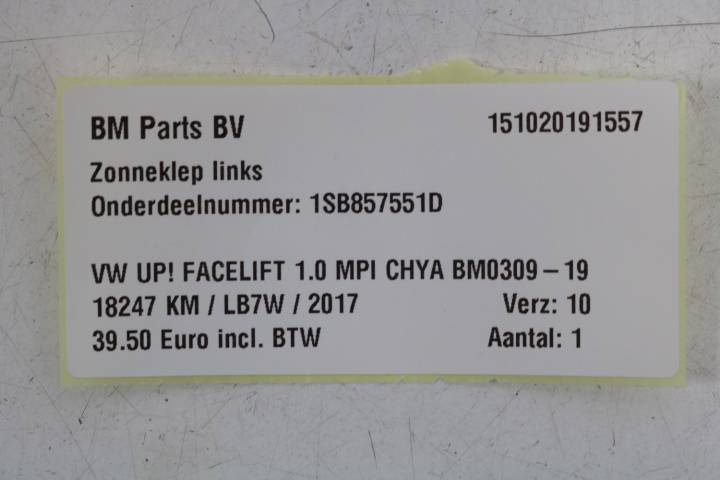 BM Parts BV 151020191557
Zonneklep links
Onderdeelnummer: 1SB857551D
VW UP! FACELIFT 1.0 MPI CHYA BM0309 – 19
18247 KM / LB7W / 2017 Verz: 10
39.50 Euro incl. BTW Aantal: 1